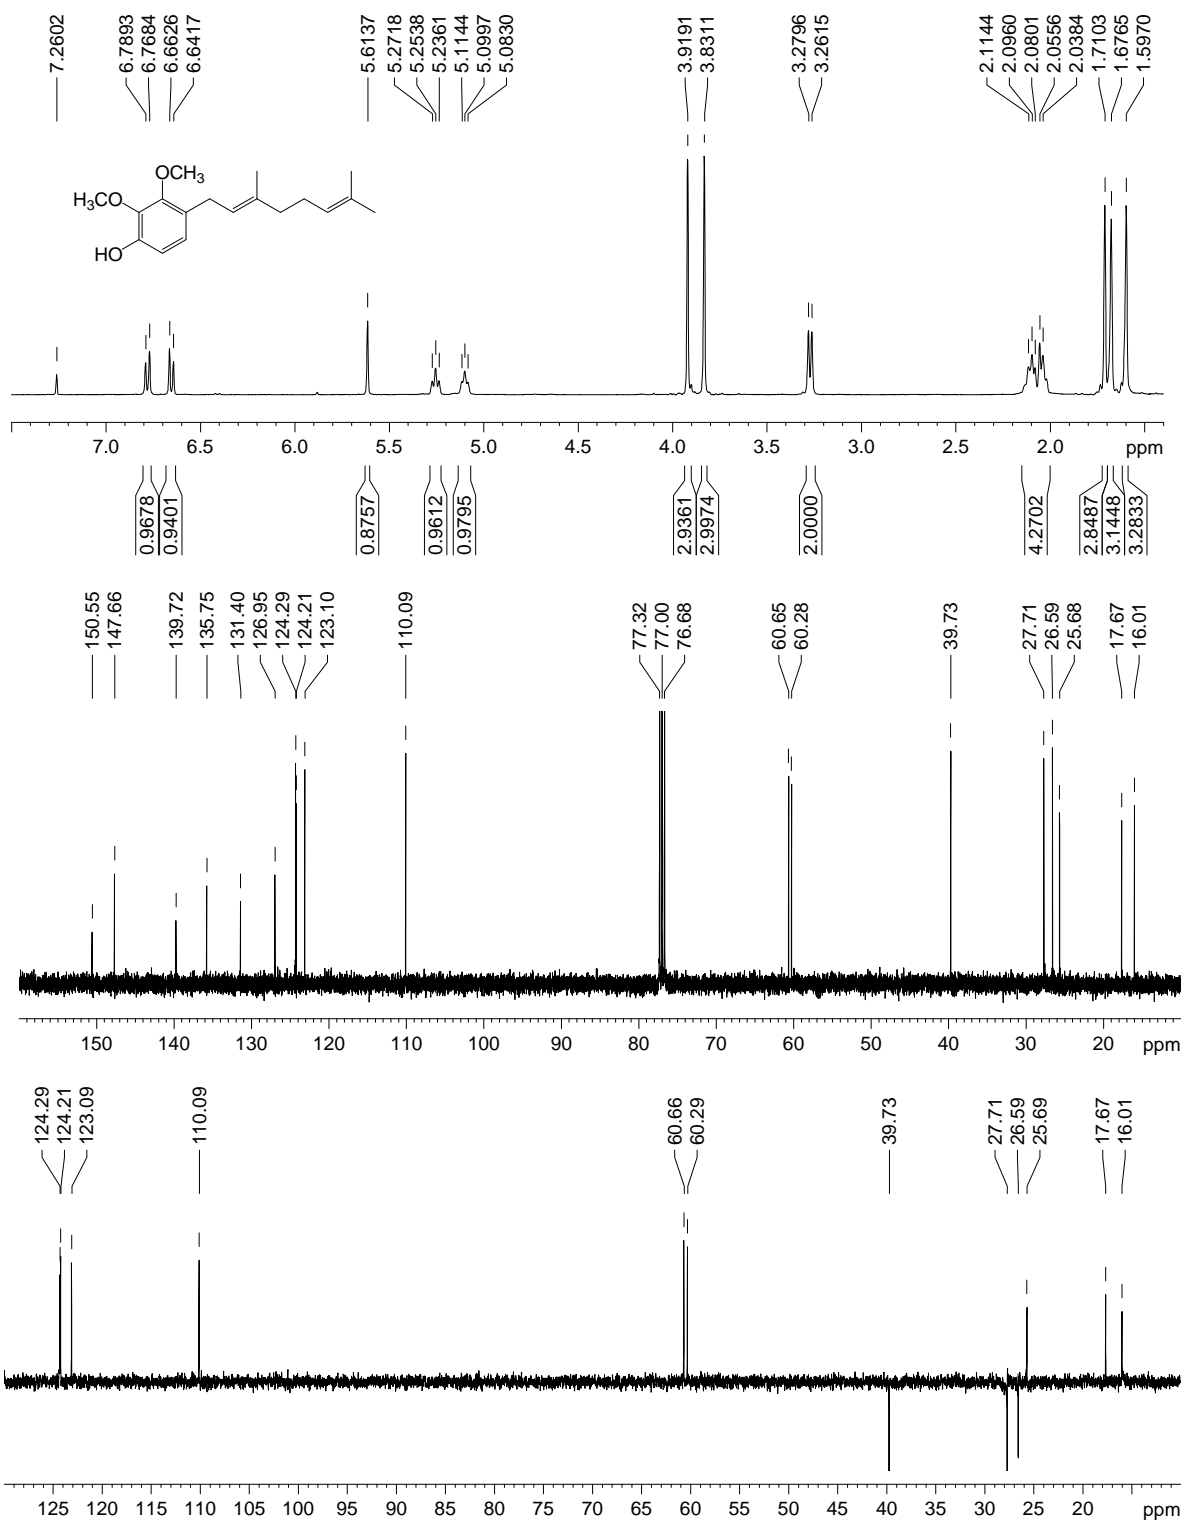 7.2602 6.7893 6.7684 6.6626 6.6417 5.6137 5.2718 5.2538 5.2361 5.1144 5.0997 5.0830 3.9191 3.8311 3.2796 3.2615 2.1144 2.0960 2.0801 2.0556 2.0384 1.7103 1.6765 1.5970
OCH3
H3CO
HO
7.0 6.5 6.0 5.5 5.0 4.5 4.0 3.5 3.0 2.5 2.0 ppm
0.9678 0.9401 0.8757 0.9612 0.9795 2.9361 2.9974 2.0000 4.2702 2.8487 3.1448 3.2833
150.55 147.66 139.72 135.75 131.40 126.95 124.29 124.21 123.10 110.09 77.32 77.00 76.68 60.65 60.28 39.73 27.71 26.59 25.68 17.67 16.01
150 140 130 120 110 100 90 80 70 60 50 40 30 20 ppm
124.29 124.21 123.09 110.09 60.66 60.29 39.73 27.71 26.59 25.69 17.67 16.01
125 120 115 110 105 100 95 90 85 80 75 70 65 60 55 50 45 40 35 30 25 20 ppm